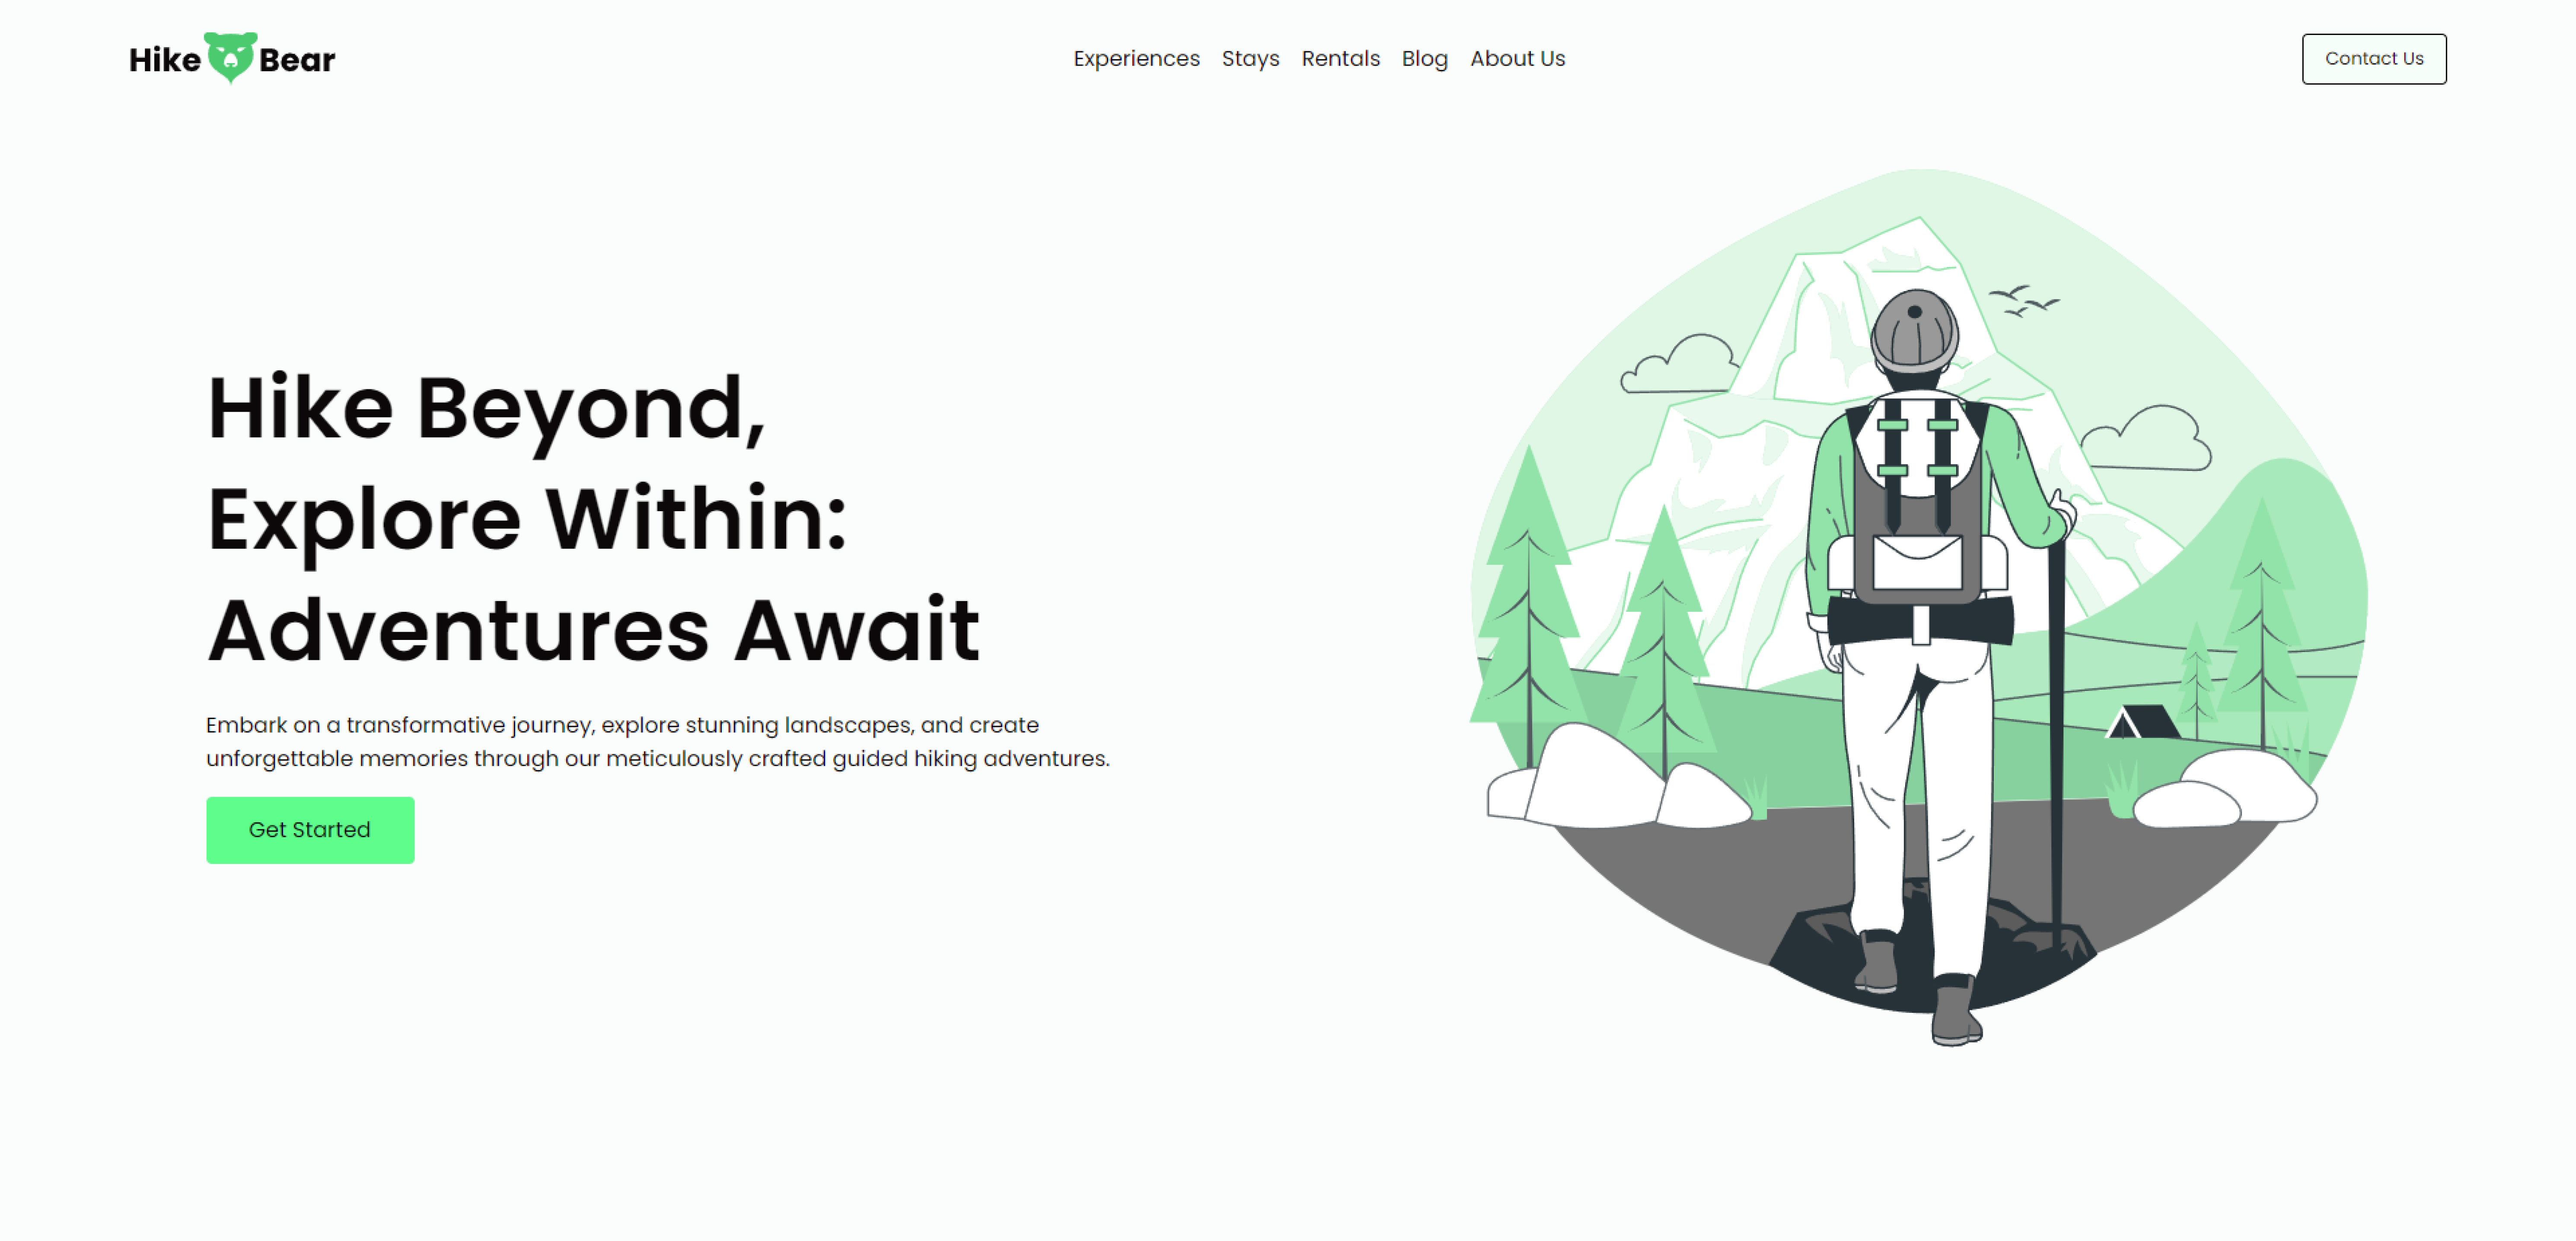 Hike Bear
Experiences Stays Rentals Blog About Us
Contact Us
Hike Beyond,
Explore Within:
Adventures Await
Embark on a transformative journey, explore stunning landscapes, and create
unforgettable memories through our meticulously crafted guided hiking adventures.
Get Started